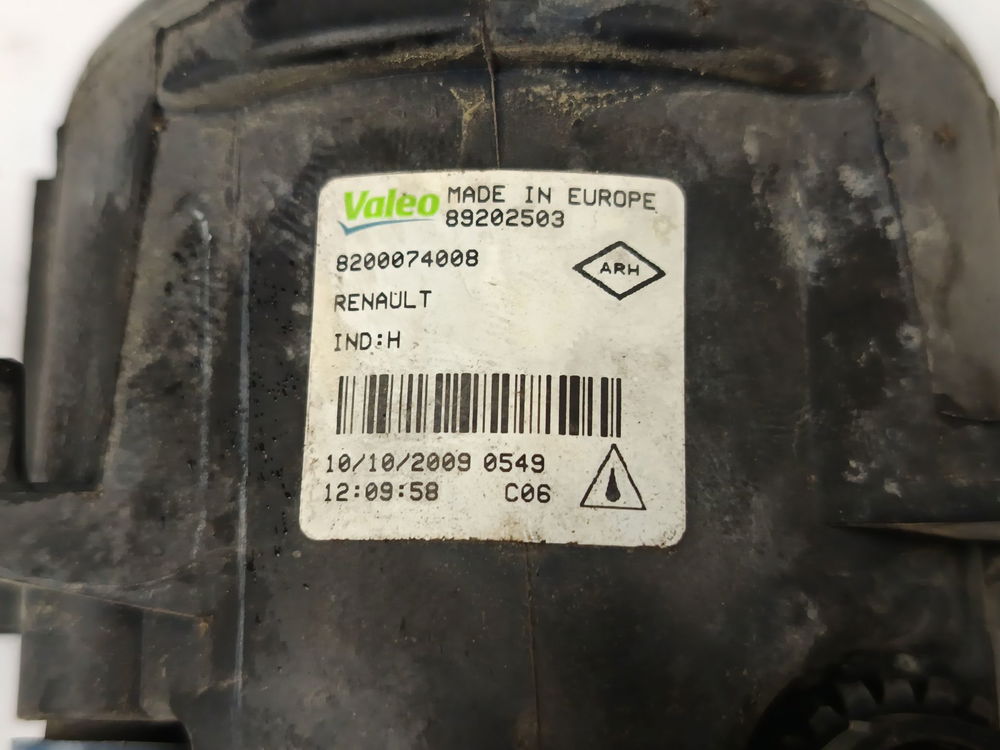 Valeo MADE IN EUROPE
89202503
8200074008
ARH
RENAULT
IND:H
10/10/2009 0549
12:09:58 C06